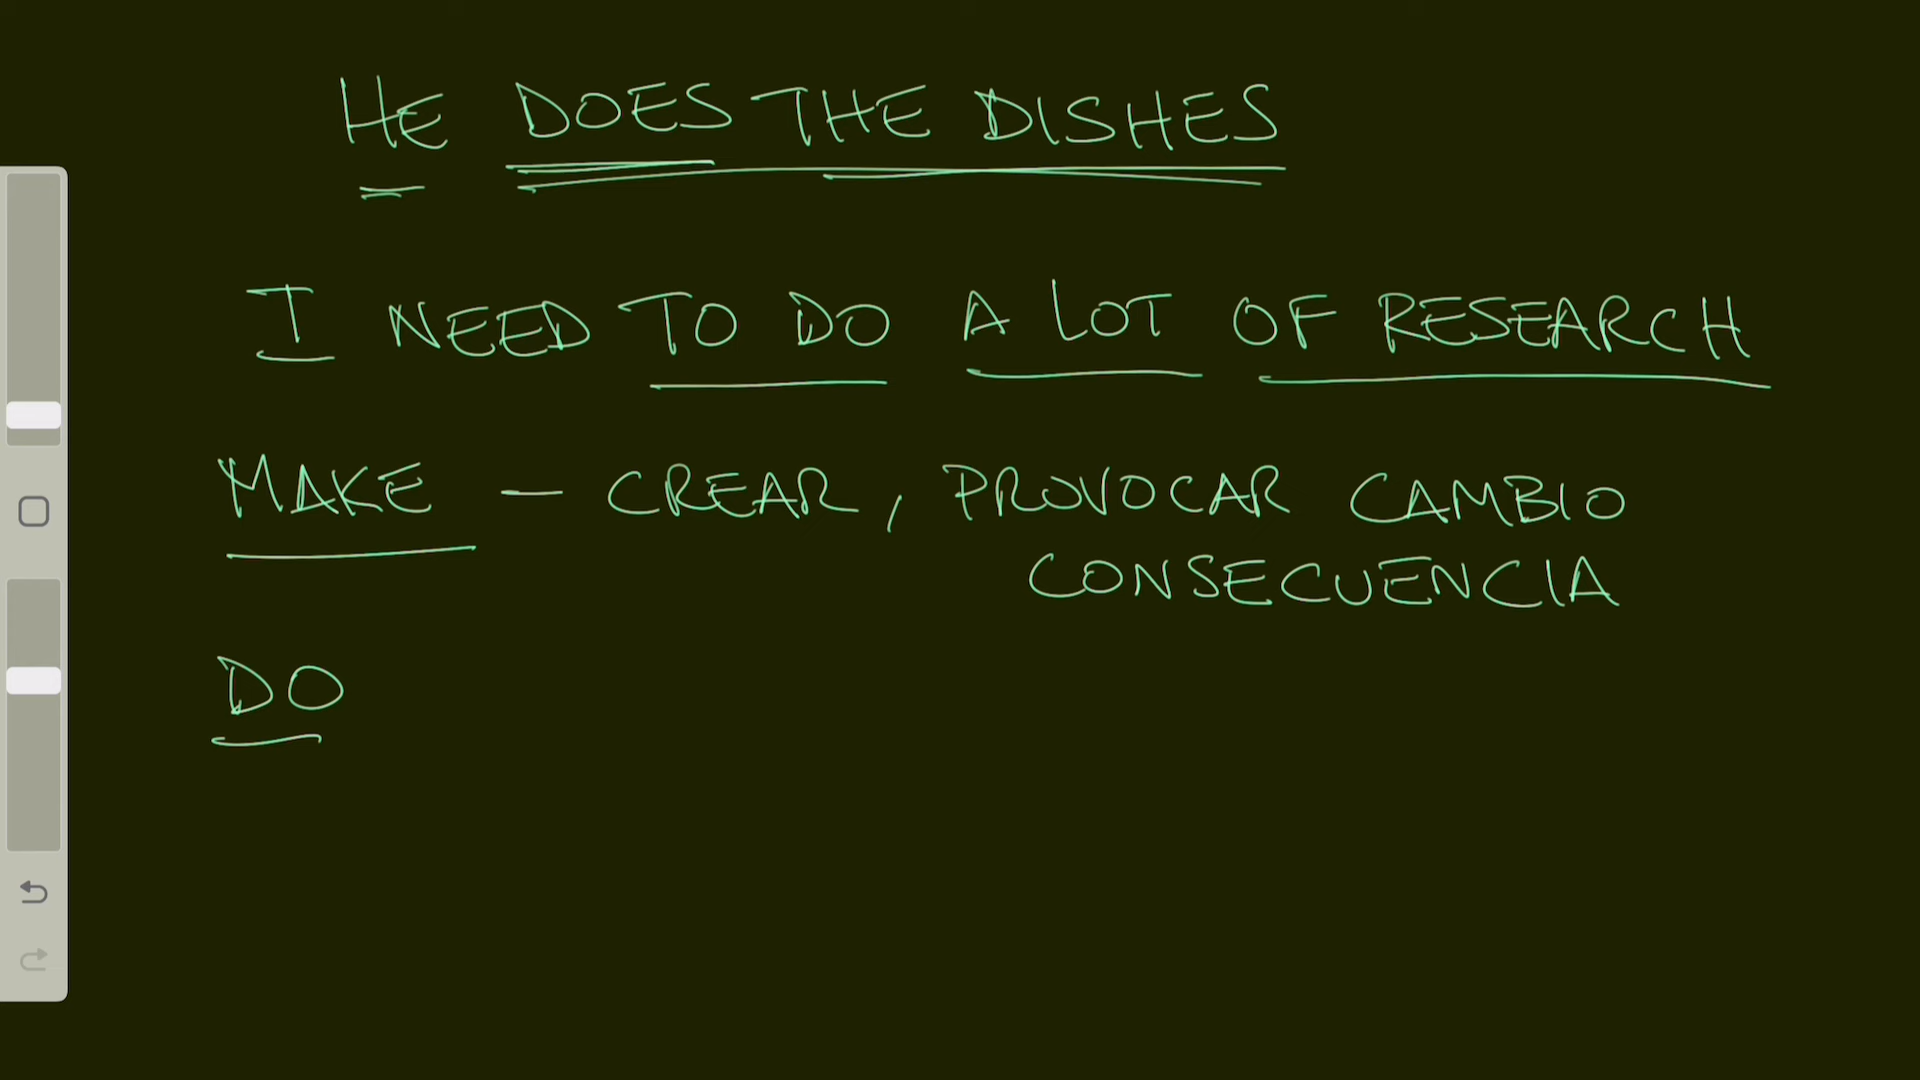 HE DOES THE DISHES
I NEED TO DO A LOT OF RESEARCH
MAKE - CREAR, PROVOCAR CAMBIO
CONSECUENCIA
DO